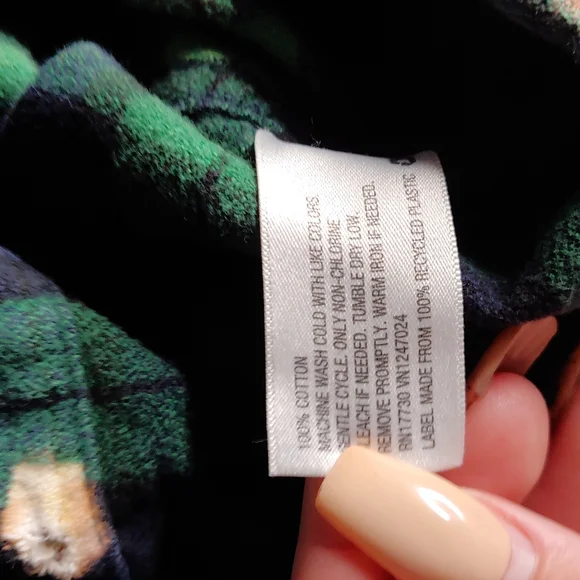 100% COTTON
MACHINE WASH COLD WITH LIKE COLORS.
GENTLE CYCLE. ONLY NON-CHLORINE
BLEACH IF NEEDED. TUMBLE DRY LOW.
REMOVE PROMPTLY. WARM IRON IF NEEDED.
RN17730 VN1247024
LABEL MADE FROM 100% RECYCLED PLASTIC